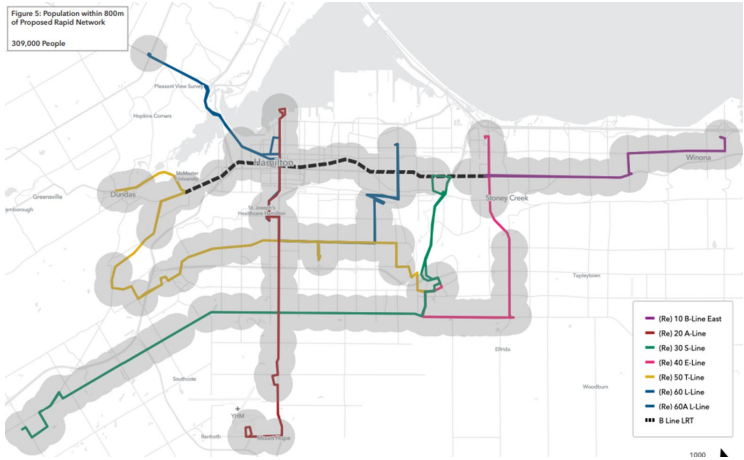 Figure 5: Population within 800m
of Proposed Rapid Network
309,000 People
Pleasant View Survey
Hopkins Corners
Hamilton
McMaster
University
Winona
Dundas
Greensville
St. Joseph's
Healthcare Hamilton
Stoney Creek
Tapleytown
(Re) 10 B-Line East
(Re) 20 A-Line
(Re) 30 S-Line
(Re) 40 E-Line
(Re) 50 T-Line
(Re) 60 L-Line
(Re) 60A L-Line
B Line LRT
Elfrida
Southcote
Woodburn
YHM
Renforth
Mount Hope
1000